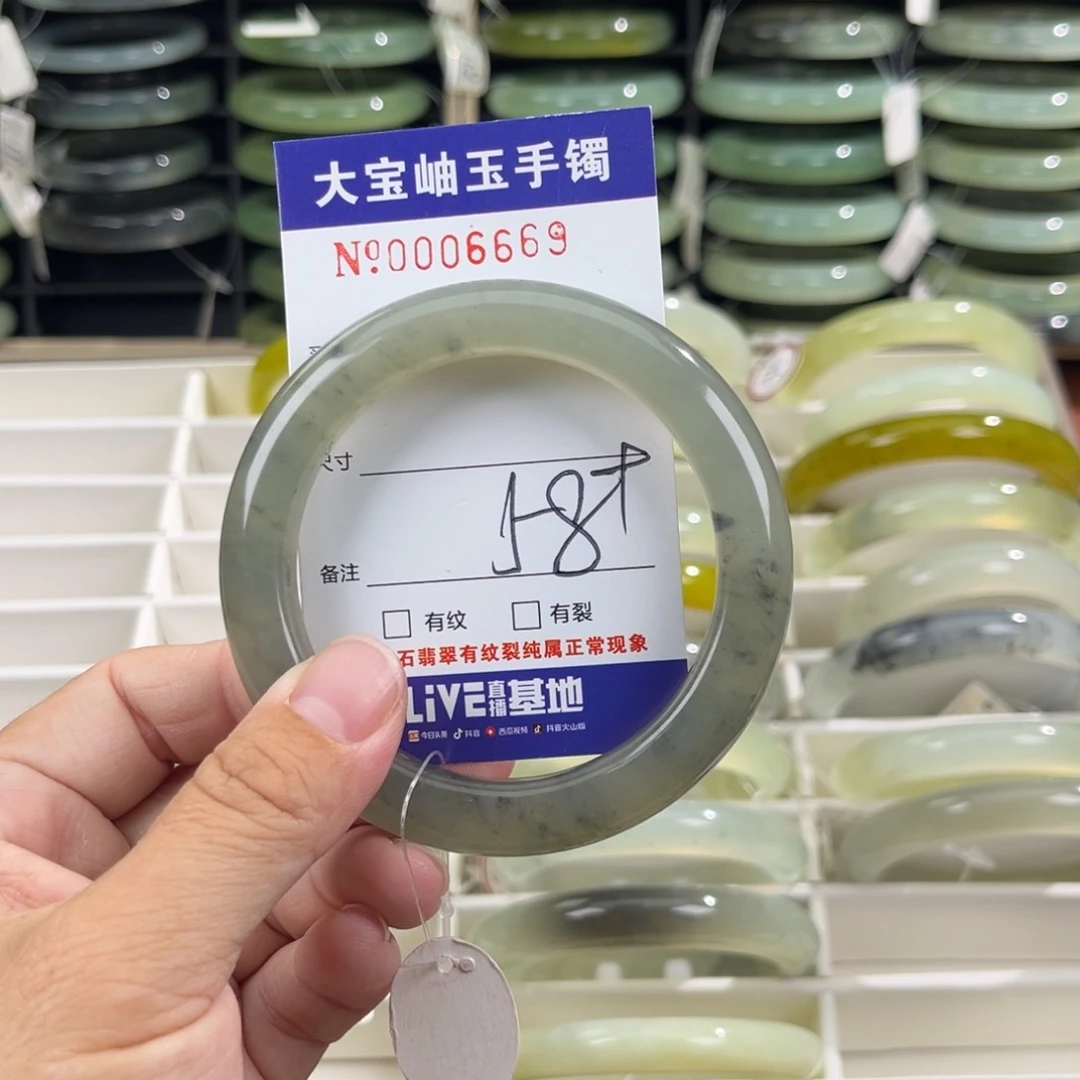 大宝岫玉手镯
Nº:0006669
尺寸
58
备注
有纹 有裂
石翡翠有纹裂纯属正常现象
LiVE直播基地
今日头条 抖音 西瓜视频 抖音火山版